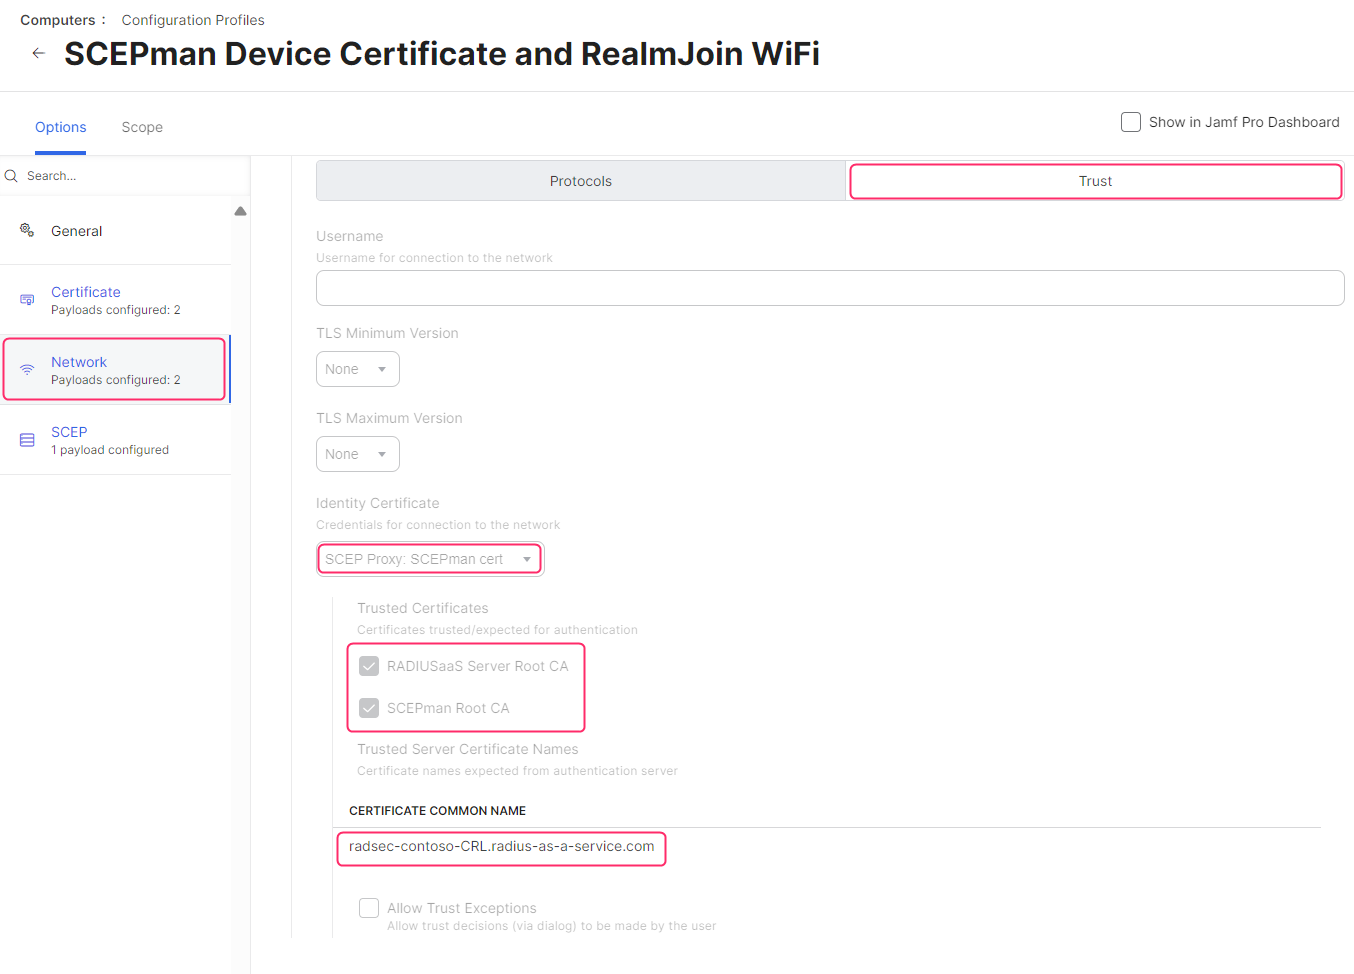 Computers : Configuration Profiles
← SCEPman Device Certificate and RealmJoin WiFi
Options Scope
Show in Jamf Pro Dashboard
Search...
General
Certificate
Payloads configured: 2
Network
Payloads configured: 2
SCEP
1 payload configured
Protocols Trust
Username
Username for connection to the network
TLS Minimum Version
None
TLS Maximum Version
None
Identity Certificate
Credentials for connection to the network
SCEP Proxy: SCEPman cert
Trusted Certificates
Certificates trusted/expected for authentication
RADIUSaaS Server Root CA
SCEPman Root CA
Trusted Server Certificate Names
Certificate names expected from authentication server
CERTIFICATE COMMON NAME
radsec-contoso-CRL.radius-as-a-service.com
Allow Trust Exceptions
Allow trust decisions (via dialog) to be made by the user